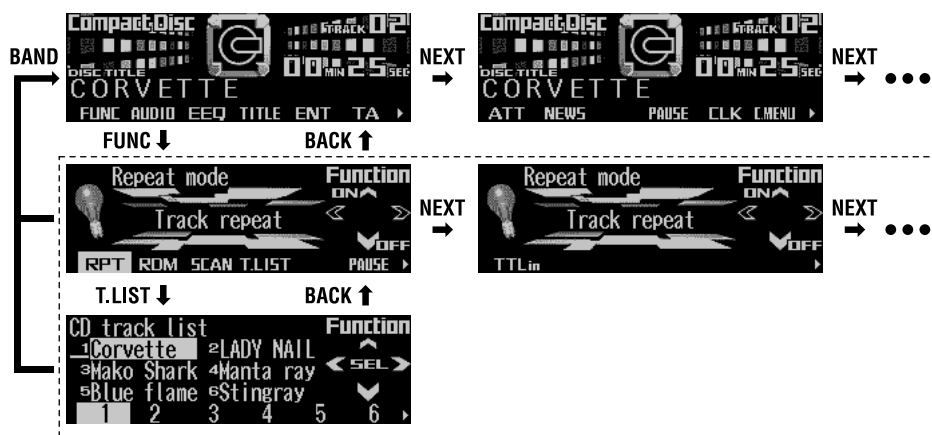 CompactDisc TRACK 02
DISC TITLE 00 MIN 25 SEC
CORVETTE
FUNC AUDIO EEQ TITLE ENT TA
BAND
NEXT
CompactDisc TRACK 02
DISC TITLE 00 MIN 25 SEC
CORVETTE
ATT NEWS PAUSE CLK C.MENU
NEXT
FUNC BACK
Repeat mode Function
ON
Track repeat
OFF
RPT RDM SCAN T.LIST PAUSE
NEXT
Repeat mode Function
ON
Track repeat
OFF
TTLin
NEXT
T.LIST BACK
CD track list Function
1Corvette 2LADY NAIL
3Mako Shark 4Manta ray SEL
5Blue flame 6Stingray
1 2 3 4 5 6